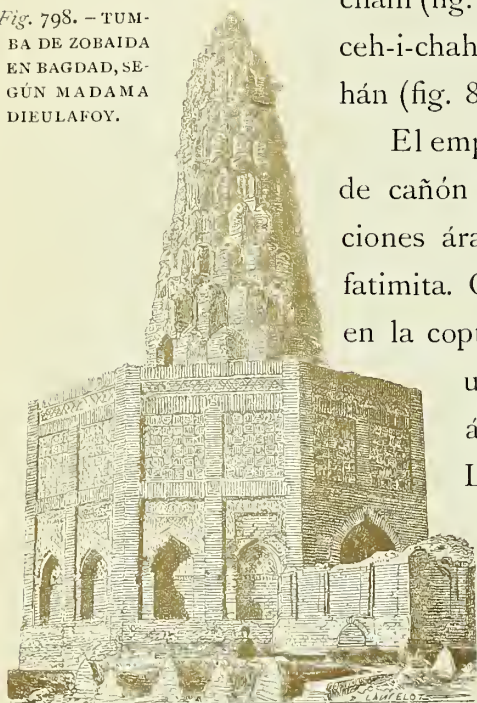 Fig. 798. – TUM-
BA DE ZOBAIDA
EN BAGDAD, SE-
GÚN MADAMA
DIEULAFOY.
cham (fig.
ceh-i-chah
hán (fig. 8
El emp
de cañón
ciones ára
fatimita. C
en la copt
u
á
L